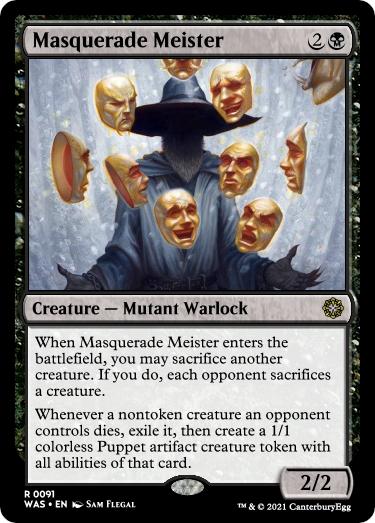 Masquerade Meister 2
Creature — Mutant Warlock
When Masquerade Meister enters the
battlefield, you may sacrifice another
creature. If you do, each opponent sacrifices
a creature.
Whenever a nontoken creature an opponent
controls dies, exile it, then create a 1/1
colorless Puppet artifact creature token with
all abilities of that card.
2/2
R 0091
WAS • EN Sam Flegal
™ & © 2021 CanterburyEgg